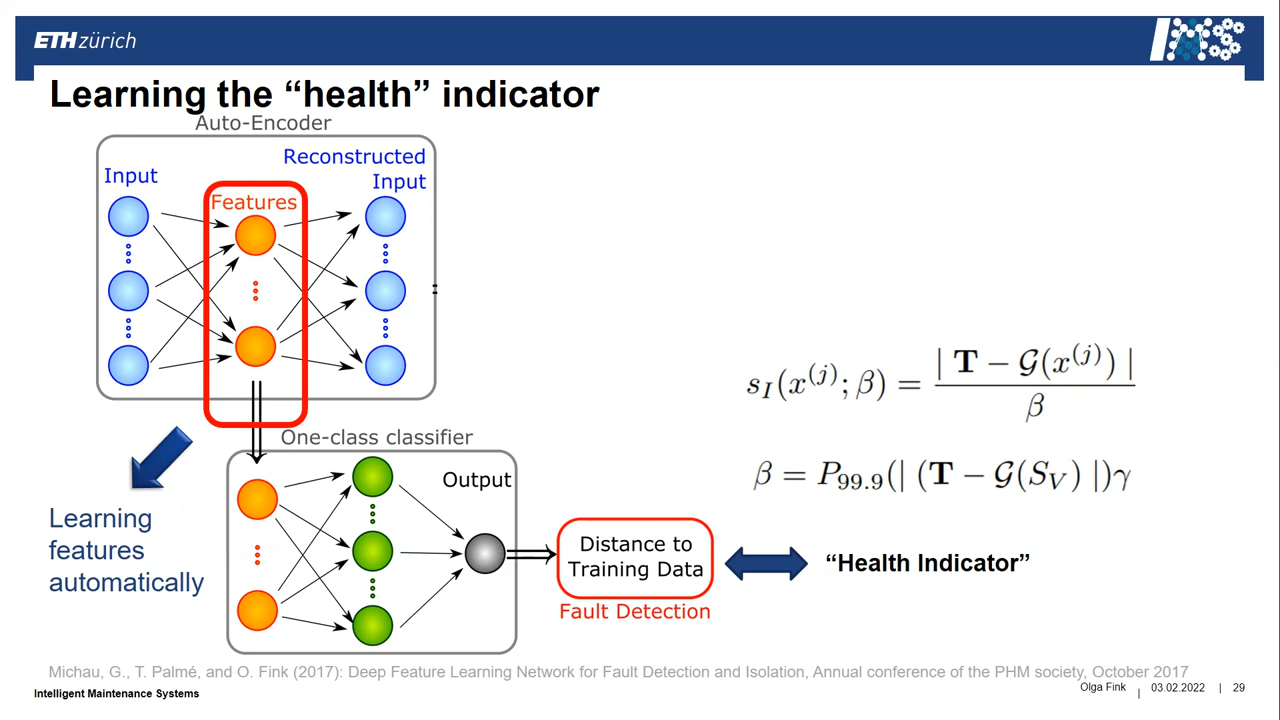 ETH zürich
IMS
Learning the “health” indicator
Auto-Encoder
Input
Reconstructed
Input
Features
One-class classifier
Output
Learning
features
automatically
Distance to
Training Data
Fault Detection
“Health Indicator”
s_I(x^{(j)}; β) = | T − G(x^{(j)}) | / β
β = P_{99.9}(| (T − G(S_V) |)γ
Michau, G., T. Palmé, and O. Fink (2017): Deep Feature Learning Network for Fault Detection and Isolation, Annual conference of the PHM society, October 2017
Intelligent Maintenance Systems
Olga Fink | 03.02.2022 | 29